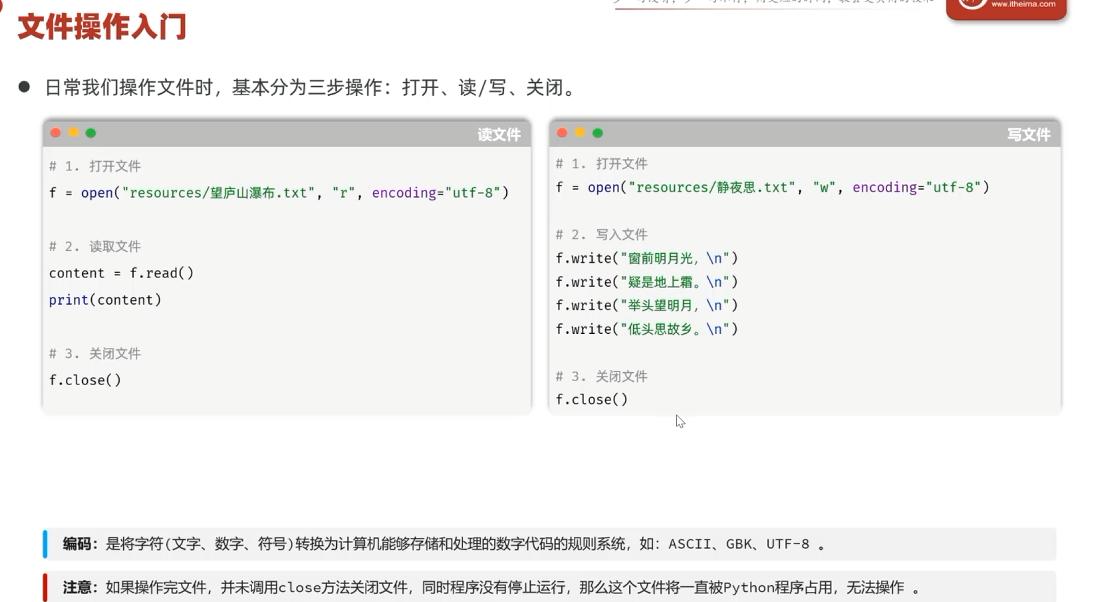 www.itheima.com
文件操作入门
日常我们操作文件时，基本分为三步操作：打开、读/写、关闭。
读文件
# 1. 打开文件
f = open("resources/望庐山瀑布.txt", "r", encoding="utf-8")
# 2. 读取文件
content = f.read()
print(content)
# 3. 关闭文件
f.close()
写文件
# 1. 打开文件
f = open("resources/静夜思.txt", "w", encoding="utf-8")
# 2. 写入文件
f.write("窗前明月光，\n")
f.write("疑是地上霜。\n")
f.write("举头望明月，\n")
f.write("低头思故乡。\n")
# 3. 关闭文件
f.close()
编码：是将字符(文字、数字、符号)转换为计算机能够存储和处理的数字代码的规则系统，如：ASCII、GBK、UTF-8 。
注意：如果操作完文件，并未调用close方法关闭文件，同时程序没有停止运行，那么这个文件将一直被Python程序占用，无法操作 。